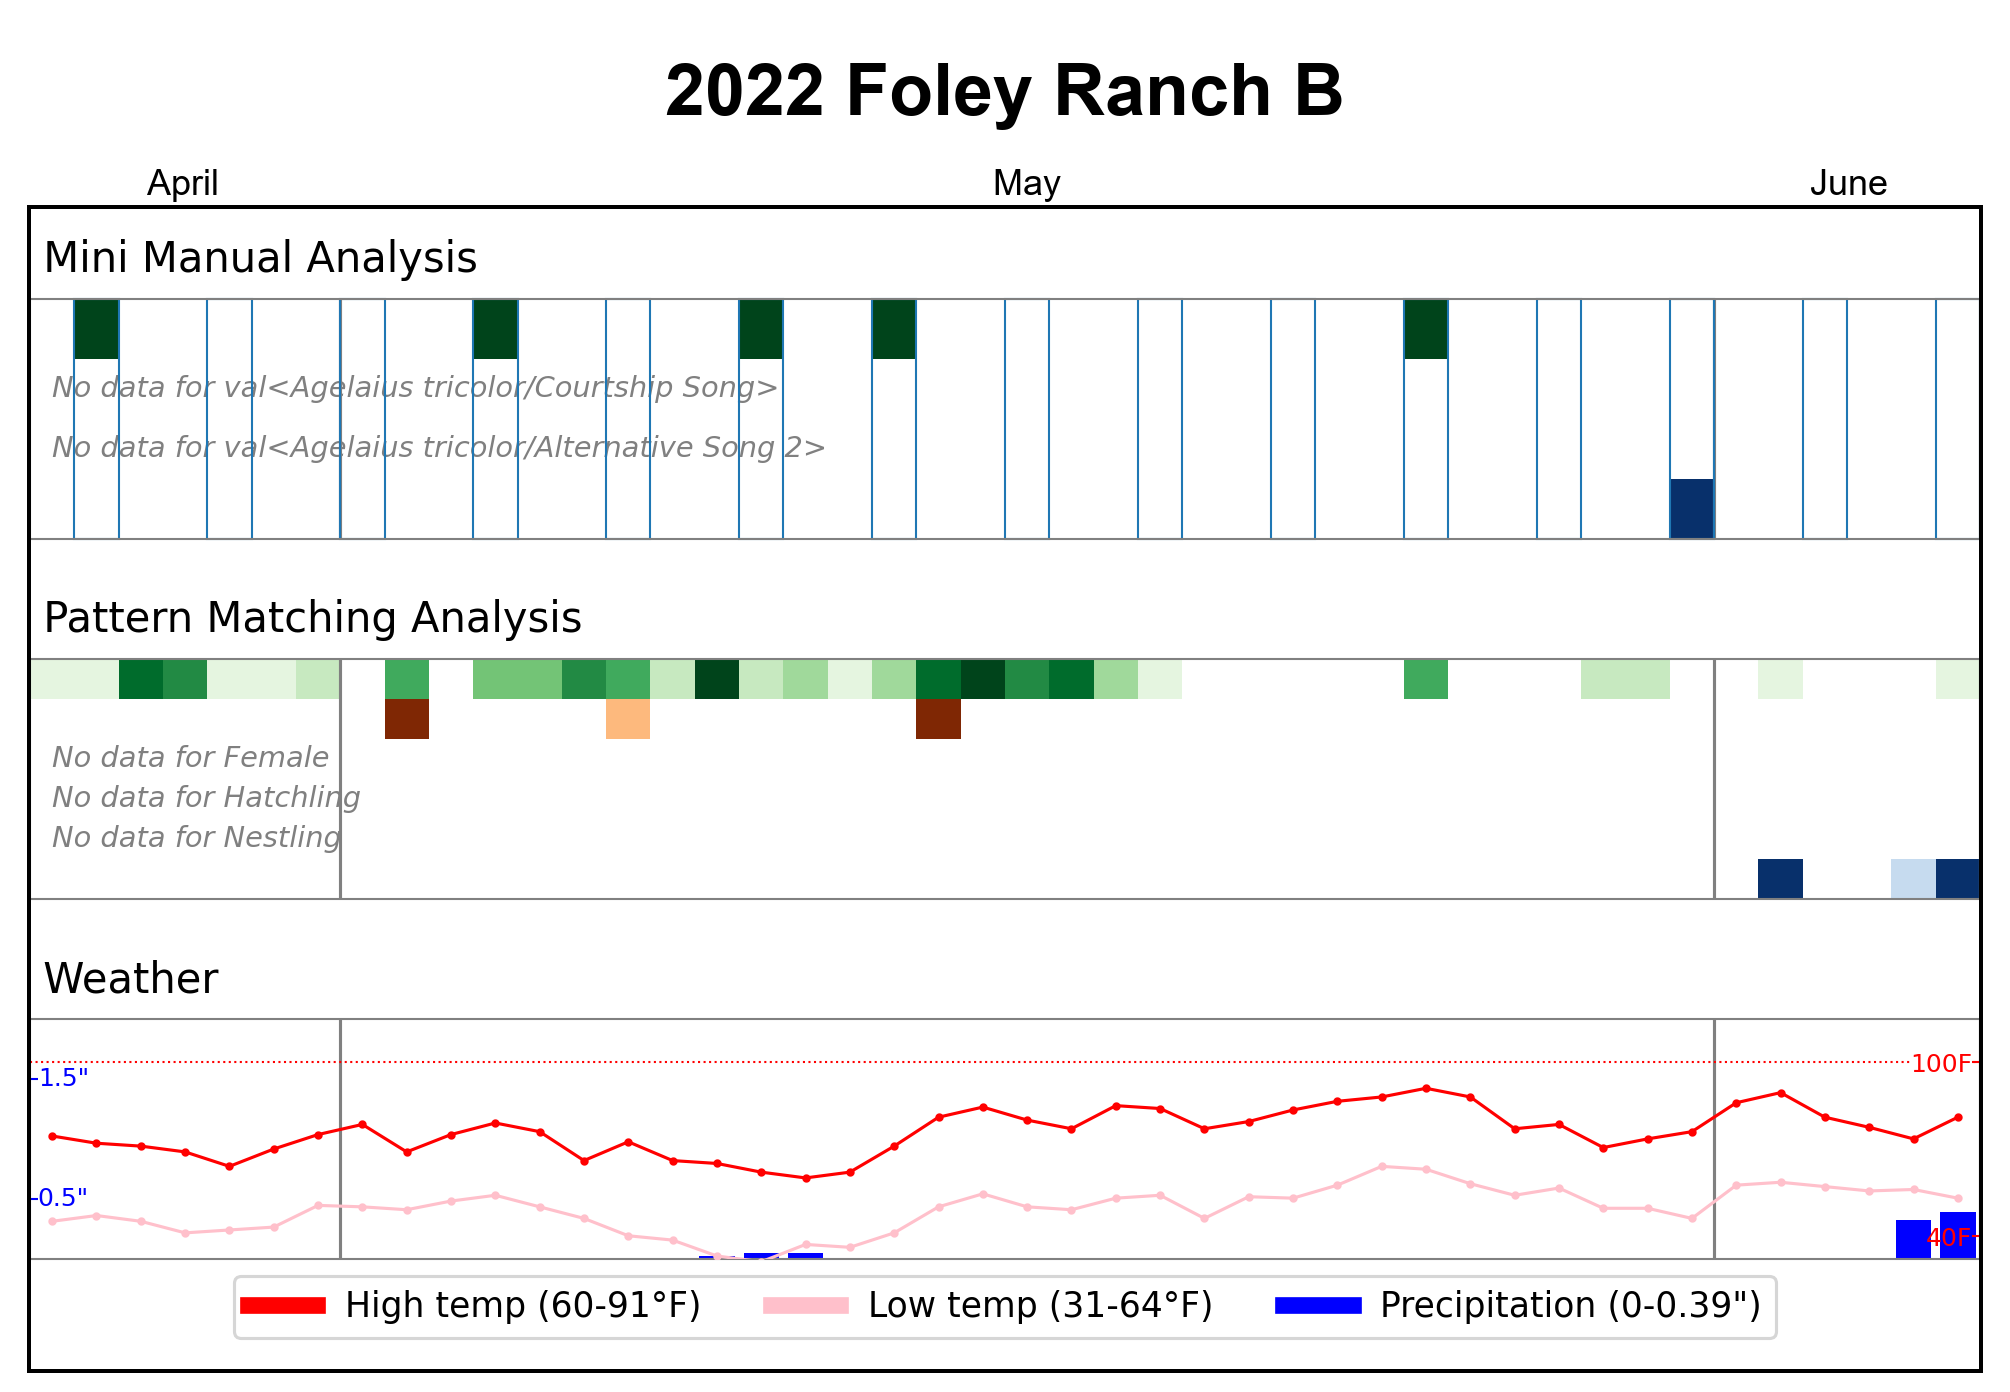 2022 Foley Ranch B
April May June
Mini Manual Analysis
No data for val<Agelaius tricolor/Courtship Song>
No data for val<Agelaius tricolor/Alternative Song 2>
Pattern Matching Analysis
No data for Female
No data for Hatchling
No data for Nestling
Weather
100F
1.5"
0.5"
40F
High temp (60-91°F) Low temp (31-64°F) Precipitation (0-0.39")